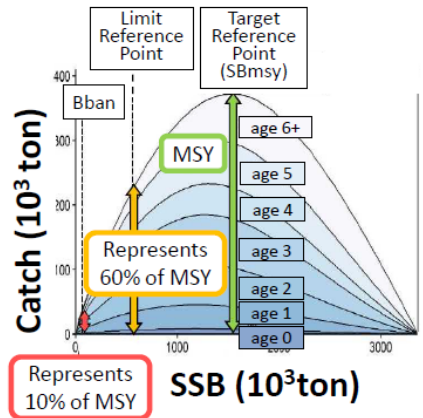 Limit
Reference
Point
Target
Reference
Point
(SBmsy)
Bban
400
300
200
100
0
Catch (10³ ton)
MSY
age 6+
age 5
age 4
age 3
age 2
age 1
age 0
Represents
60% of MSY
0
1000
2000
3000
Represents
10% of MSY
SSB (10³ton)